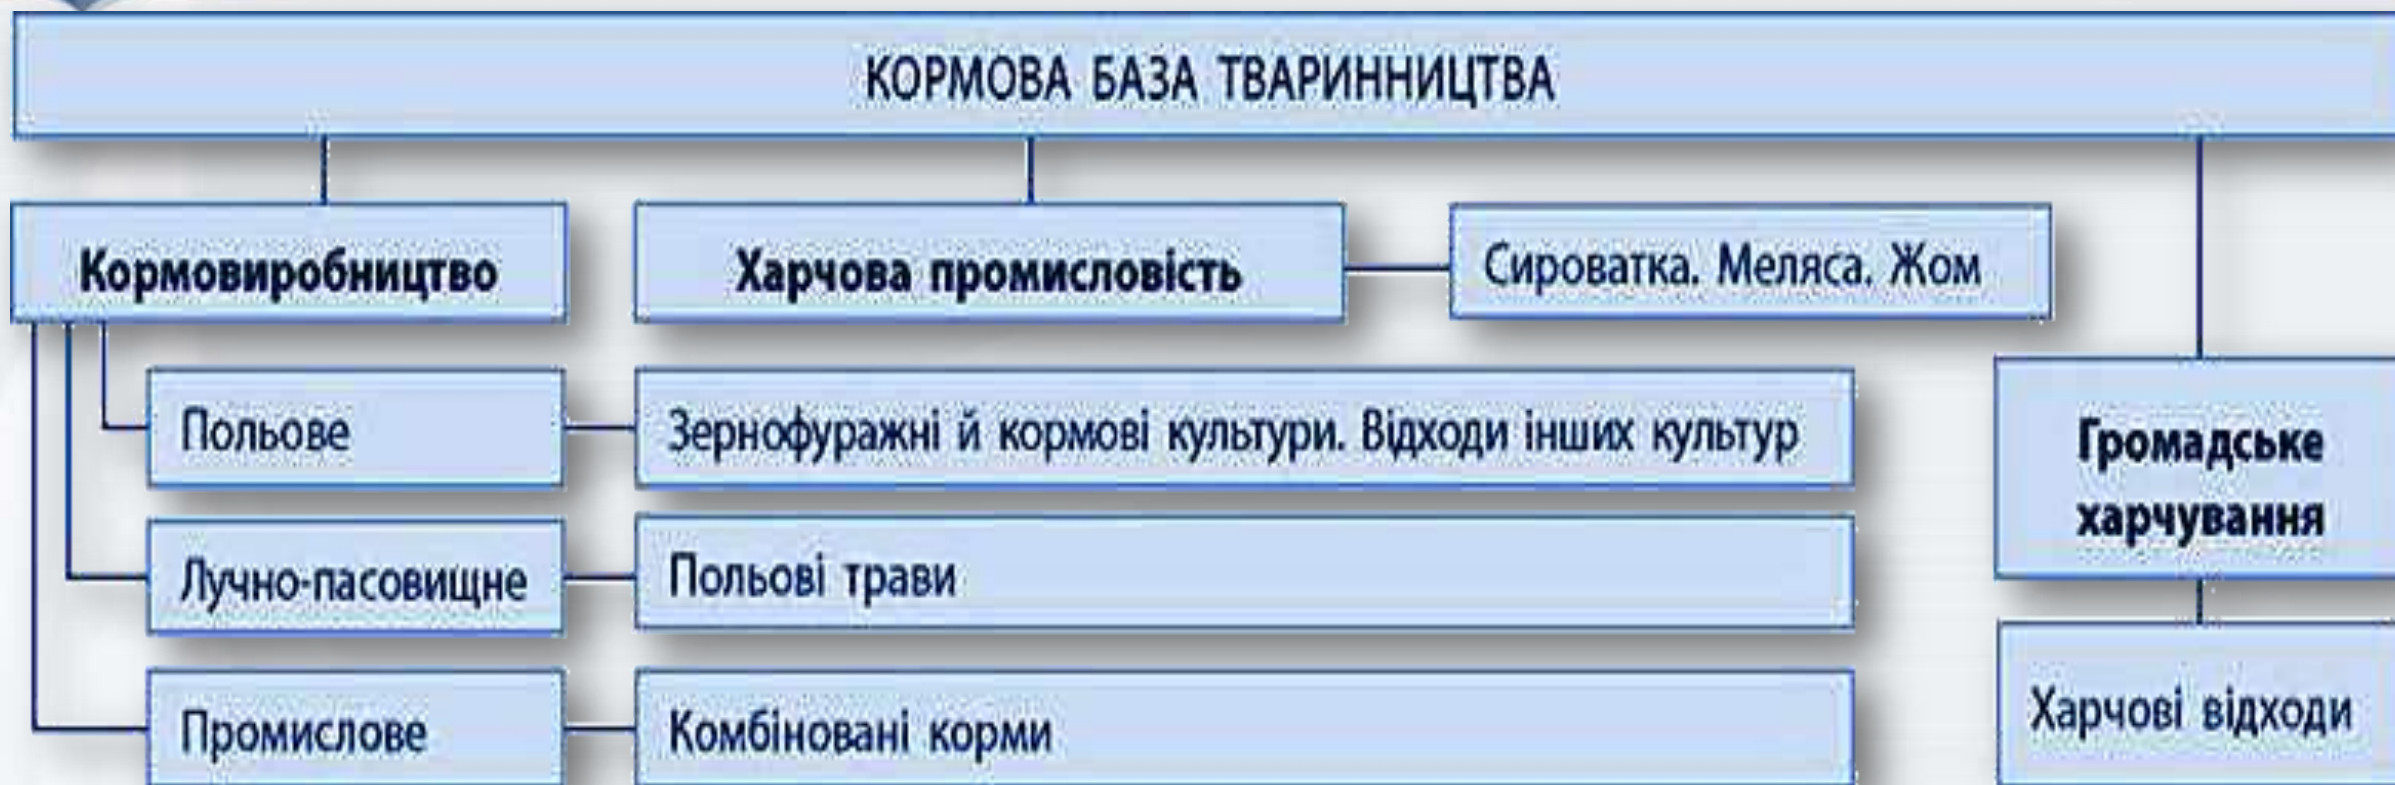 КОРМОВА БАЗА ТВАРИННИЦТВА
Кормовиробництво
Харчова промисловість
Сироватка. Меляса. Жом
Польове
Зернофуражні й кормові культури. Відходи інших культур
Лучно-пасовищне
Польові трави
Промислове
Комбіновані корми
Громадське
харчування
Харчові відходи